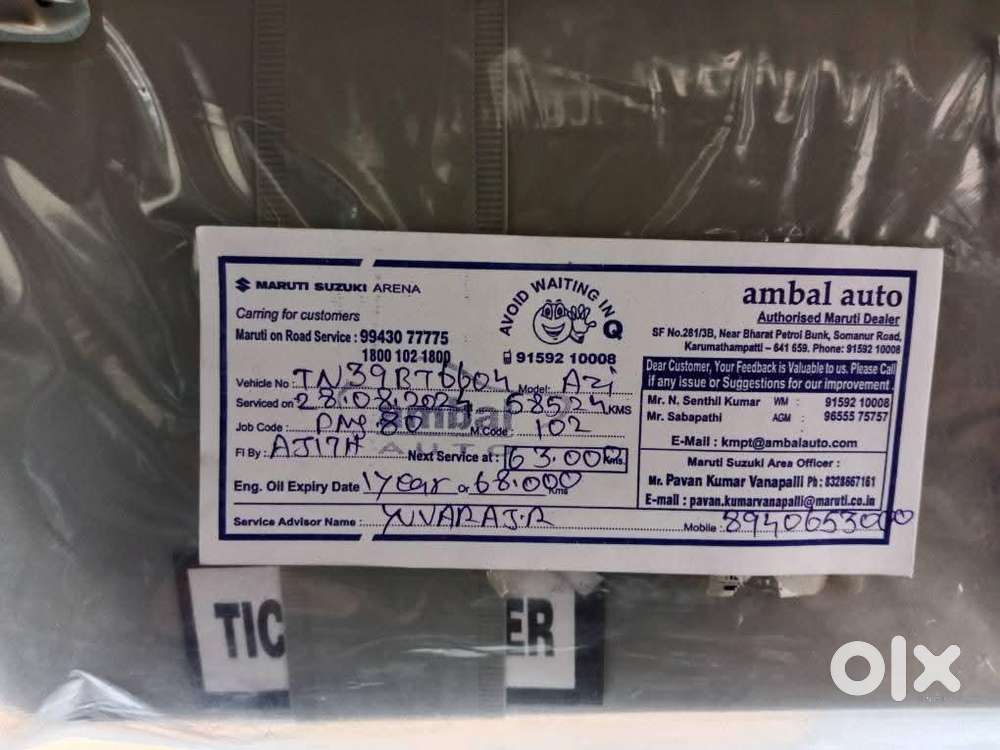 MARUTI SUZUKI ARENA
Carring for customers
Maruti on Road Service : 99430 77775
1800 102 1800
AVOID WAITING IN Q
91592 10008
ambal auto
Authorised Maruti Dealer
SF No.281/3B, Near Bharat Petrol Bunk, Somanur Road,
Karumathampatti – 641 659. Phone: 91592 10008
Dear Customer, Your Feedback is Valuable to us. Please Call
if any issue or Suggestions for our improvement.
Mr. N. Senthil Kumar WM : 91592 10008
Mr. Sabapathi AGM : 96555 75757
E-Mail : kmpt@ambalauto.com
Maruti Suzuki Area Officer :
Mr. Pavan Kumar Vanapalli Ph : 8328667161
E-mail : pavan.kumarvanapalli@maruti.co.in
Vehicle No : TN39BT6604 Model:
Serviced on 28.08.2024 58524 KMS
Job Code : PMS 80 M.Code : 102
FI By : Next Service at : 63.000 Kms.
Eng. Oil Expiry Date 1year or 68.000 Kms
Service Advisor Name : YUVARAJ.R Mobile : 8940653000
ambal
AUTO
TIC
ER
olx